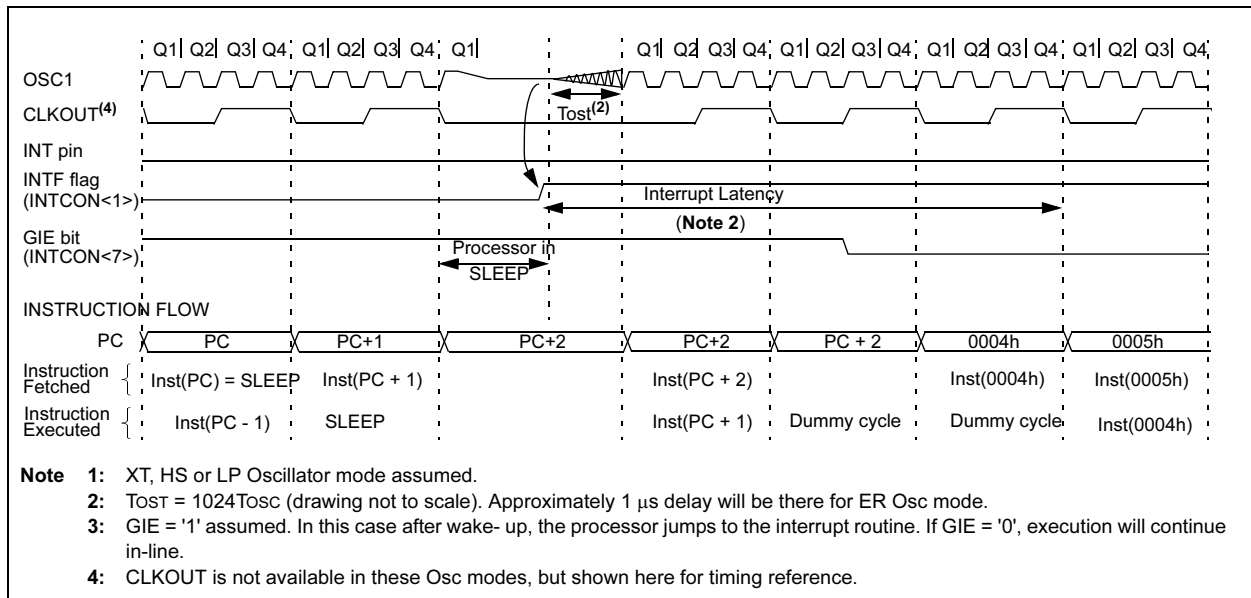 Q1 Q2 Q3 Q4 Q1 Q2 Q3 Q4 Q1 Q1 Q2 Q3 Q4 Q1 Q2 Q3 Q4 Q1 Q2 Q3 Q4 Q1 Q2 Q3 Q4
OSC1
CLKOUT(4) Tost(2)
INT pin
INTF flag
(INTCON<1>) Interrupt Latency
(Note 2)
GIE bit
(INTCON<7>) Processor in
SLEEP
INSTRUCTION FLOW
PC PC PC+1 PC+2 PC+2 PC + 2 0004h 0005h
Instruction
Fetched { Inst(PC) = SLEEP Inst(PC + 1) Inst(PC + 2) Inst(0004h) Inst(0005h)
Instruction
Executed { Inst(PC - 1) SLEEP Inst(PC + 1) Dummy cycle Dummy cycle Inst(0004h)
Note 1: XT, HS or LP Oscillator mode assumed.
2: TOST = 1024TOSC (drawing not to scale). Approximately 1 µs delay will be there for ER Osc mode.
3: GIE = '1' assumed. In this case after wake- up, the processor jumps to the interrupt routine. If GIE = '0', execution will continue
in-line.
4: CLKOUT is not available in these Osc modes, but shown here for timing reference.